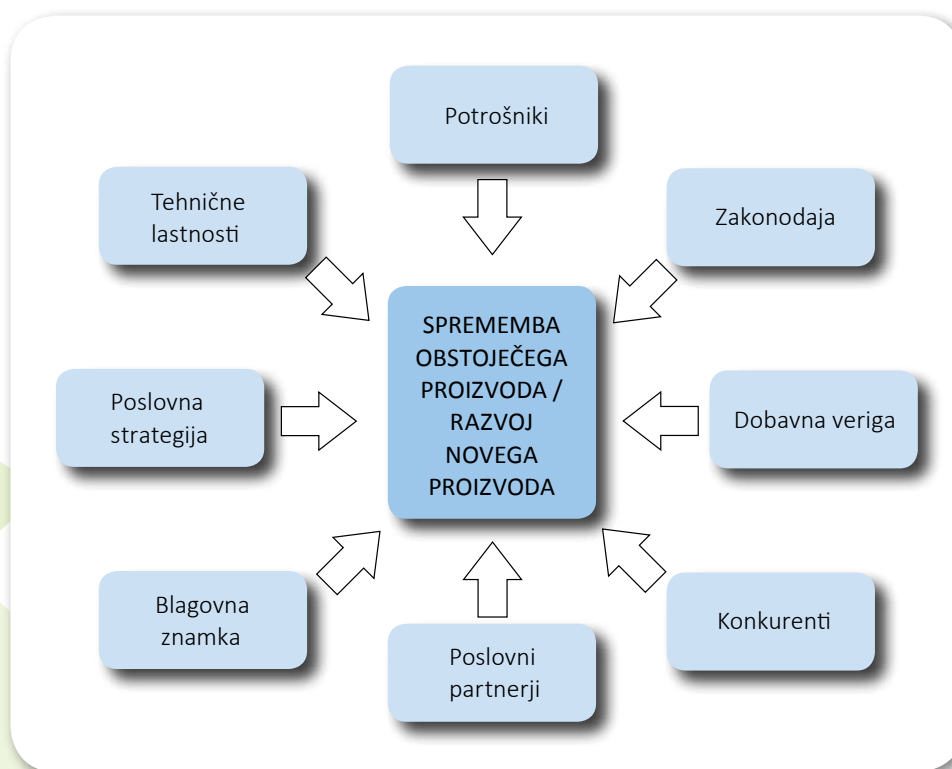 Potrošniki
Tehnične
lastnosti
Zakonodaja
SPREMEMBA
OBSTOJEČEGA
PROIZVODA /
RAZVOJ
NOVEGA
PROIZVODA
Poslovna
strategija
Dobavna veriga
Blagovna
znamka
Poslovni
partnerji
Konkurenti